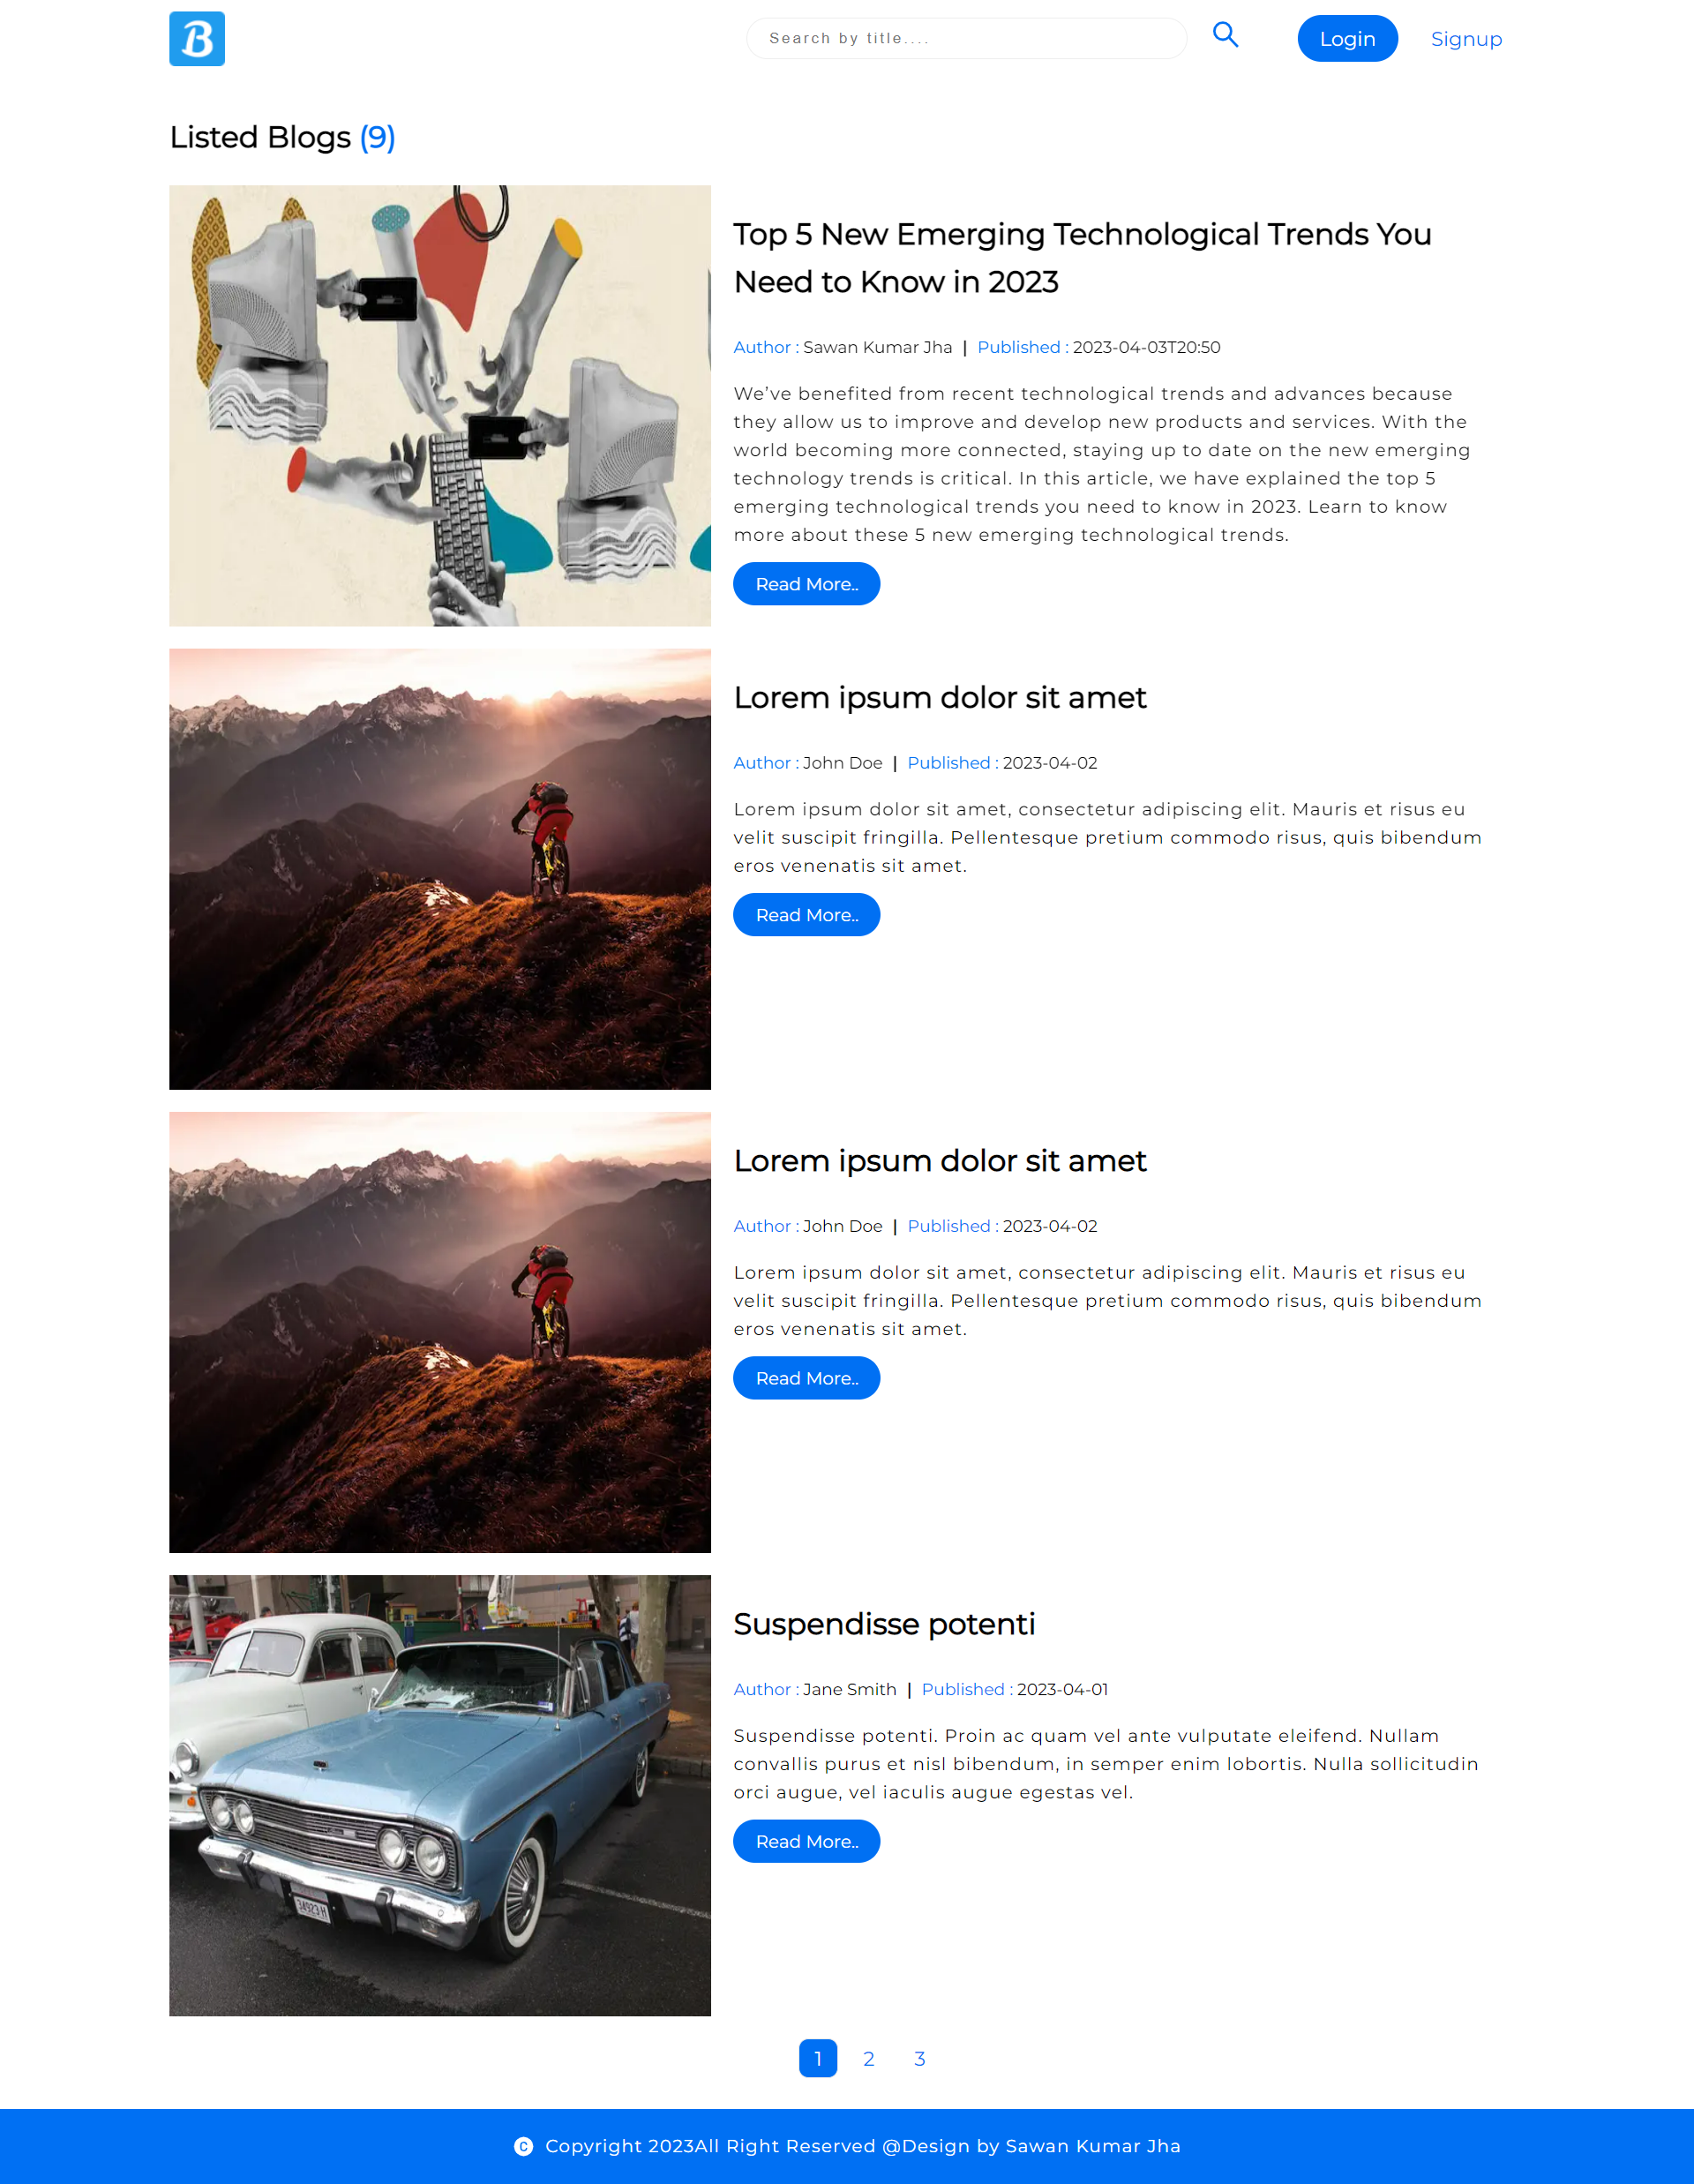 B
Search by title....
Login
Signup
Listed Blogs (9)
Top 5 New Emerging Technological Trends You
Need to Know in 2023
Author : Sawan Kumar Jha | Published : 2023-04-03T20:50
We’ve benefited from recent technological trends and advances because
they allow us to improve and develop new products and services. With the
world becoming more connected, staying up to date on the new emerging
technology trends is critical. In this article, we have explained the top 5
emerging technological trends you need to know in 2023. Learn to know
more about these 5 new emerging technological trends.
Read More..
Lorem ipsum dolor sit amet
Author : John Doe | Published : 2023-04-02
Lorem ipsum dolor sit amet, consectetur adipiscing elit. Mauris et risus eu
velit suscipit fringilla. Pellentesque pretium commodo risus, quis bibendum
eros venenatis sit amet.
Read More..
Lorem ipsum dolor sit amet
Author : John Doe | Published : 2023-04-02
Lorem ipsum dolor sit amet, consectetur adipiscing elit. Mauris et risus eu
velit suscipit fringilla. Pellentesque pretium commodo risus, quis bibendum
eros venenatis sit amet.
Read More..
Suspendisse potenti
Author : Jane Smith | Published : 2023-04-01
Suspendisse potenti. Proin ac quam vel ante vulputate eleifend. Nullam
convallis purus et nisl bibendum, in semper enim lobortis. Nulla sollicitudin
orci augue, vel iaculis augue egestas vel.
Read More..
1 2 3
© Copyright 2023All Right Reserved @Design by Sawan Kumar Jha